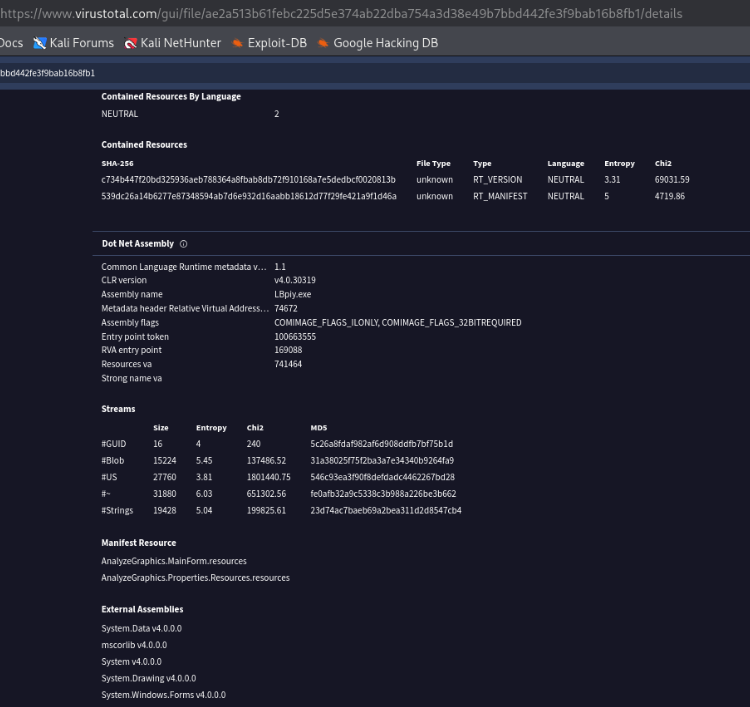 https://www.virustotal.com/gui/file/ae2a513b61febc225d5e374ab22dba754a3d38e49b7bbd442fe3f9bab16b8fb1/details
Docs Kali Forums Kali NetHunter Exploit-DB Google Hacking DB
bbd442fe3f9bab16b8fb1
Contained Resources By Language
NEUTRAL 2
Contained Resources
SHA-256 File Type Type Language Entropy Chi2
c734b447f20bd325936aeb788364a8fbab8db72f910168a7e5dedbcf0020813b unknown RT_VERSION NEUTRAL 3.31 69031.59
539dc26a14b6277e87348594ab7d6e932d16aabb18612d77f29fe421a9f1d46a unknown RT_MANIFEST NEUTRAL 5 4719.86
Dot Net Assembly
Common Language Runtime metadata v... 1.1
CLR version v4.0.30319
Assembly name LBpiy.exe
Metadata header Relative Virtual Address... 74672
Assembly flags COMIMAGE_FLAGS_ILONLY, COMIMAGE_FLAGS_32BITREQUIRED
Entry point token 100663555
RVA entry point 169088
Resources va 741464
Strong name va
Streams
Size Entropy Chi2 MD5
#GUID 16 4 240 5c26a8fdaf982af6d908ddfb7bf75b1d
#Blob 15224 5.45 137486.52 31a38025f75f2ba3a7e34340b9264fa9
#US 27760 3.81 1801440.75 546c93ea3f90f8defdadc4462267bd28
#~ 31880 6.03 651302.56 fe0afb32a9c5338c3b988a226be3b662
#Strings 19428 5.04 199825.61 23d74ac7baeb69a2bea311d2d8547cb4
Manifest Resource
AnalyzeGraphics.MainForm.resources
AnalyzeGraphics.Properties.Resources.resources
External Assemblies
System.Data v4.0.0.0
mscorlib v4.0.0.0
System v4.0.0.0
System.Drawing v4.0.0.0
System.Windows.Forms v4.0.0.0